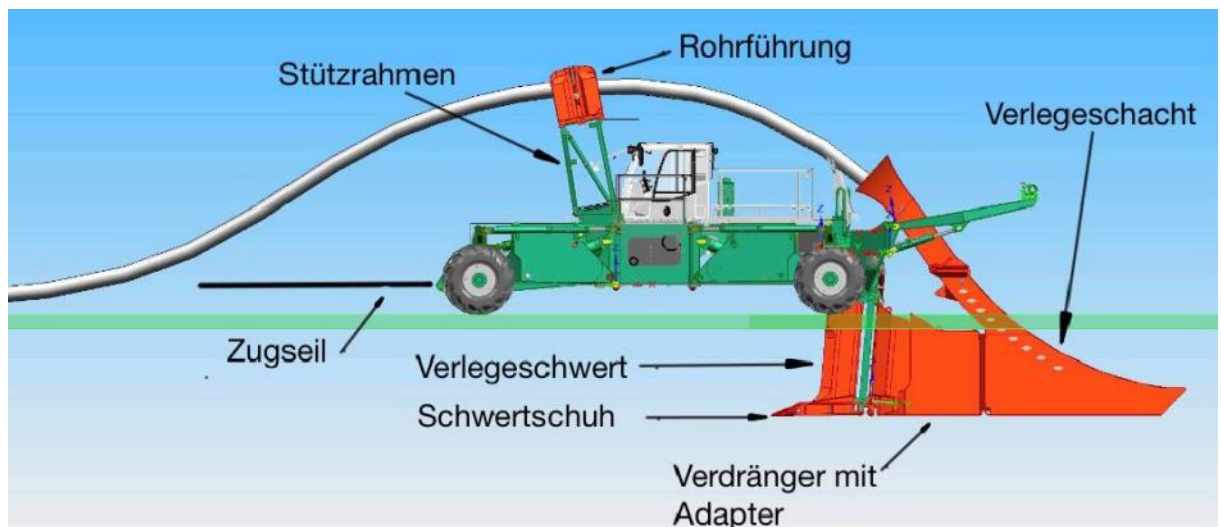 Rohrführung
Stützrahmen
Verlegeschacht
Zugseil
Verlegeschwert
Schwertschuh
Verdränger mit
Adapter